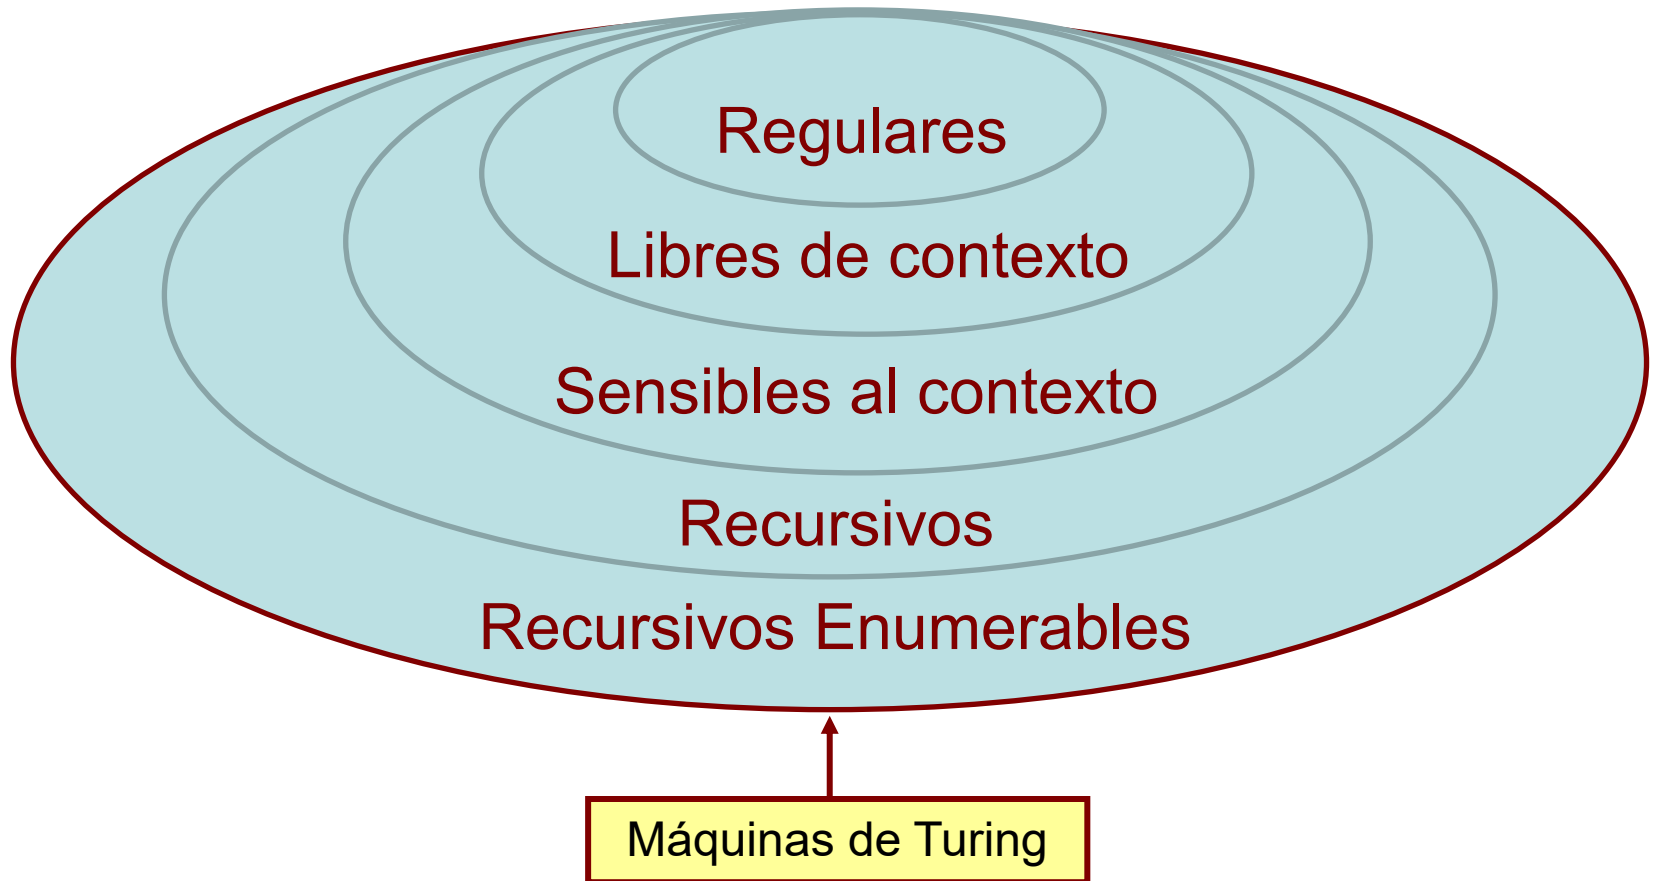 Regulares
Libres de contexto
Sensibles al contexto
Recursivos
Recursivos Enumerables
Máquinas de Turing